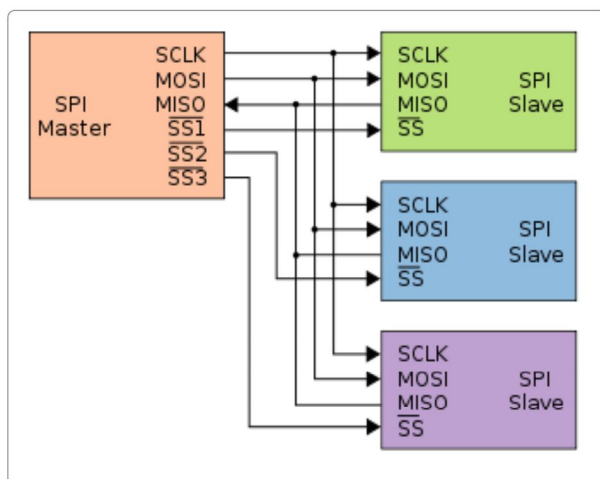 SCLK
MOSI
SPI MISO
Master SS1
SS2
SS3
SCLK
MOSI SPI
MISO Slave
SS
SCLK
MOSI SPI
MISO Slave
SS
SCLK
MOSI SPI
MISO Slave
SS